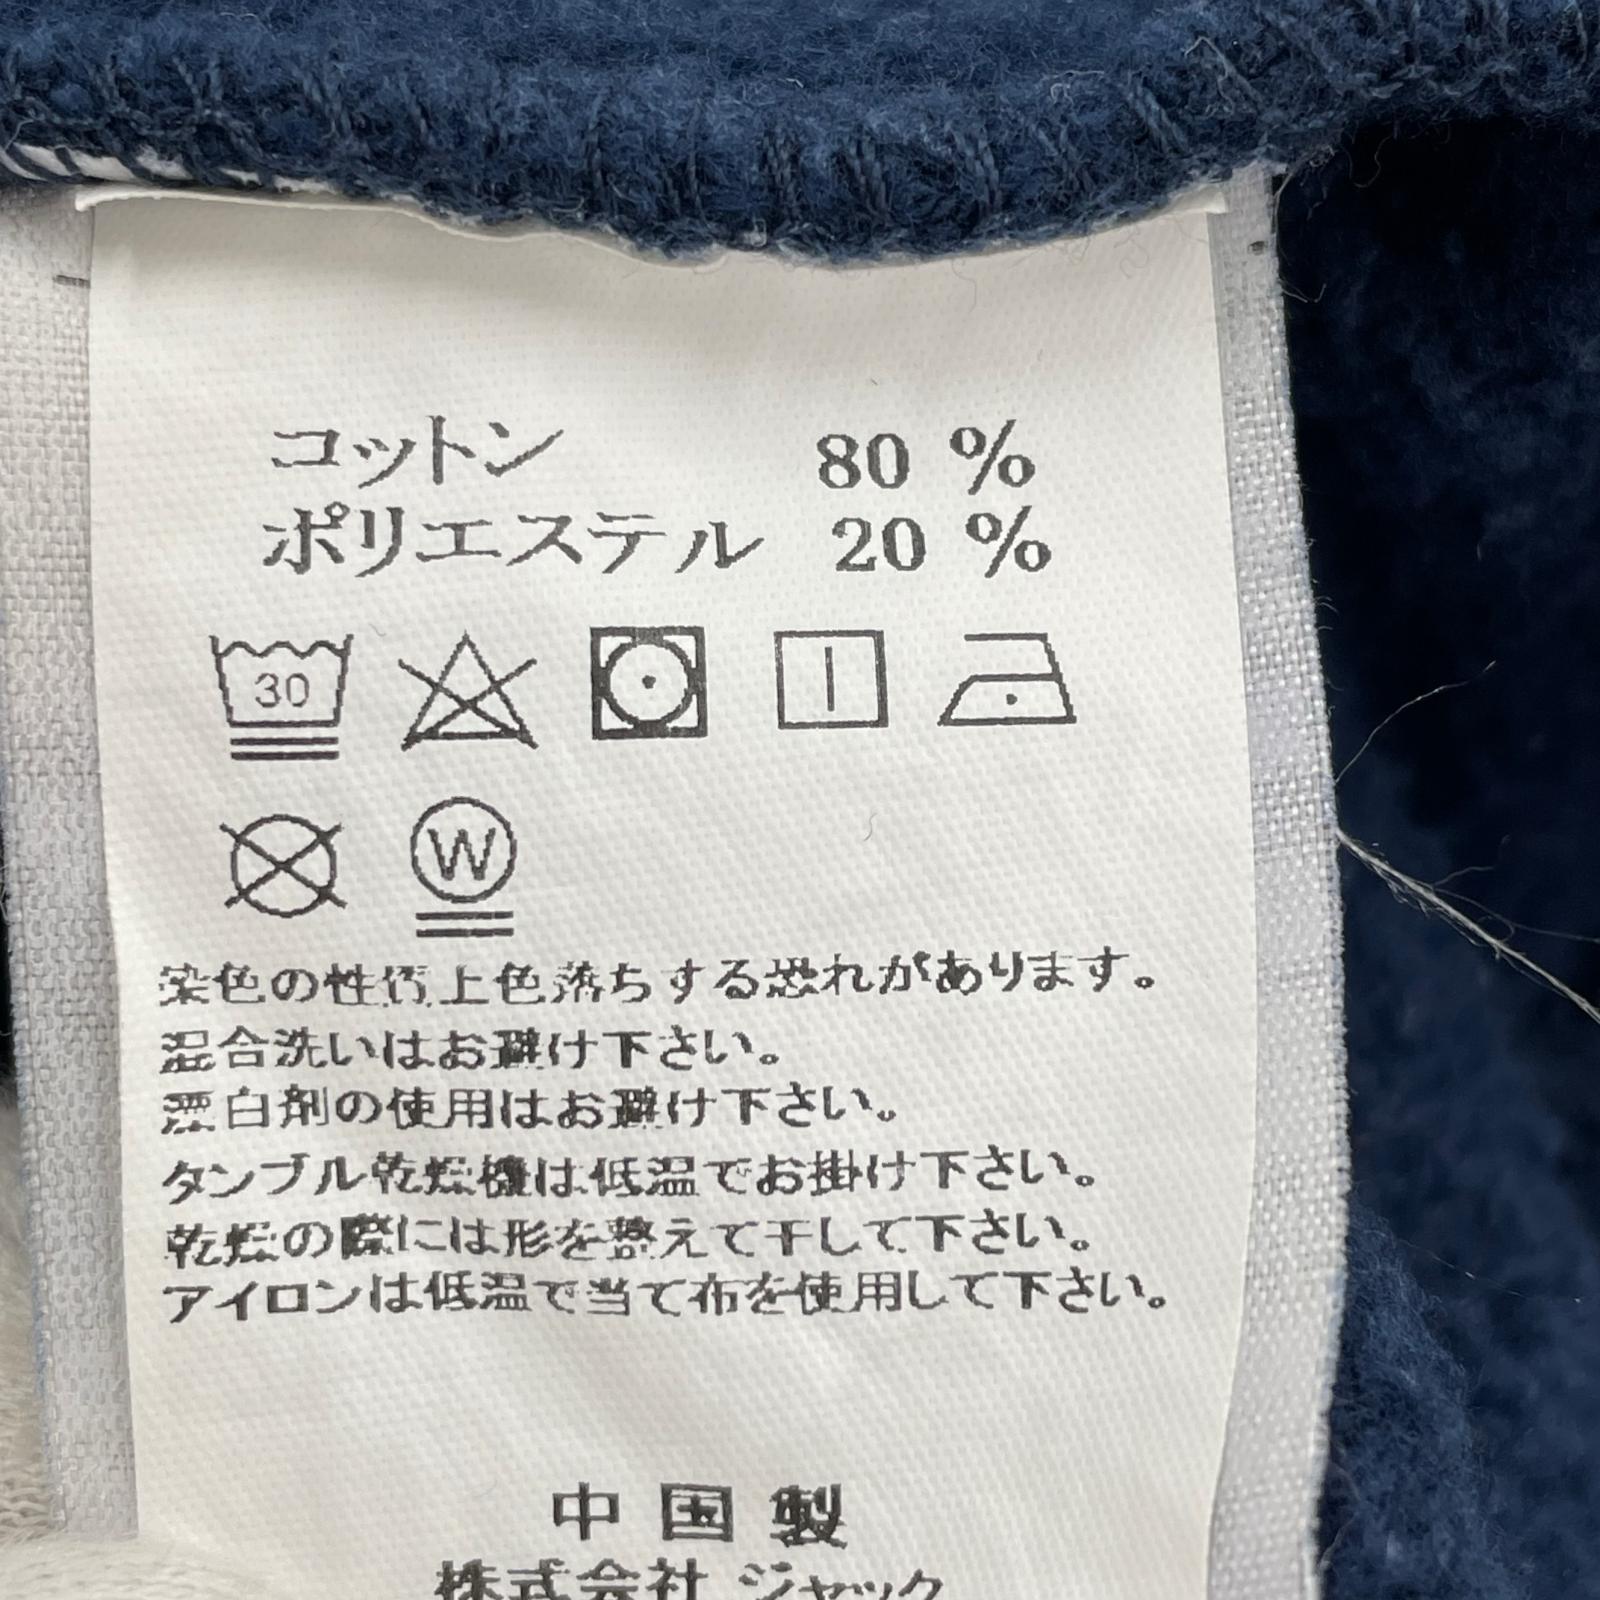 コットン 80 %
ポリエステル 20 %
30
W
染色の性質上色落ちする恐れがあります。
混合洗いはお避け下さい。
漂白剤の使用はお避け下さい。
タンブル乾燥機は低温でお掛け下さい。
乾燥の際には形を整えて干して下さい。
アイロンは低温で当て布を使用して下さい。
中国製
株式会社 ジャック